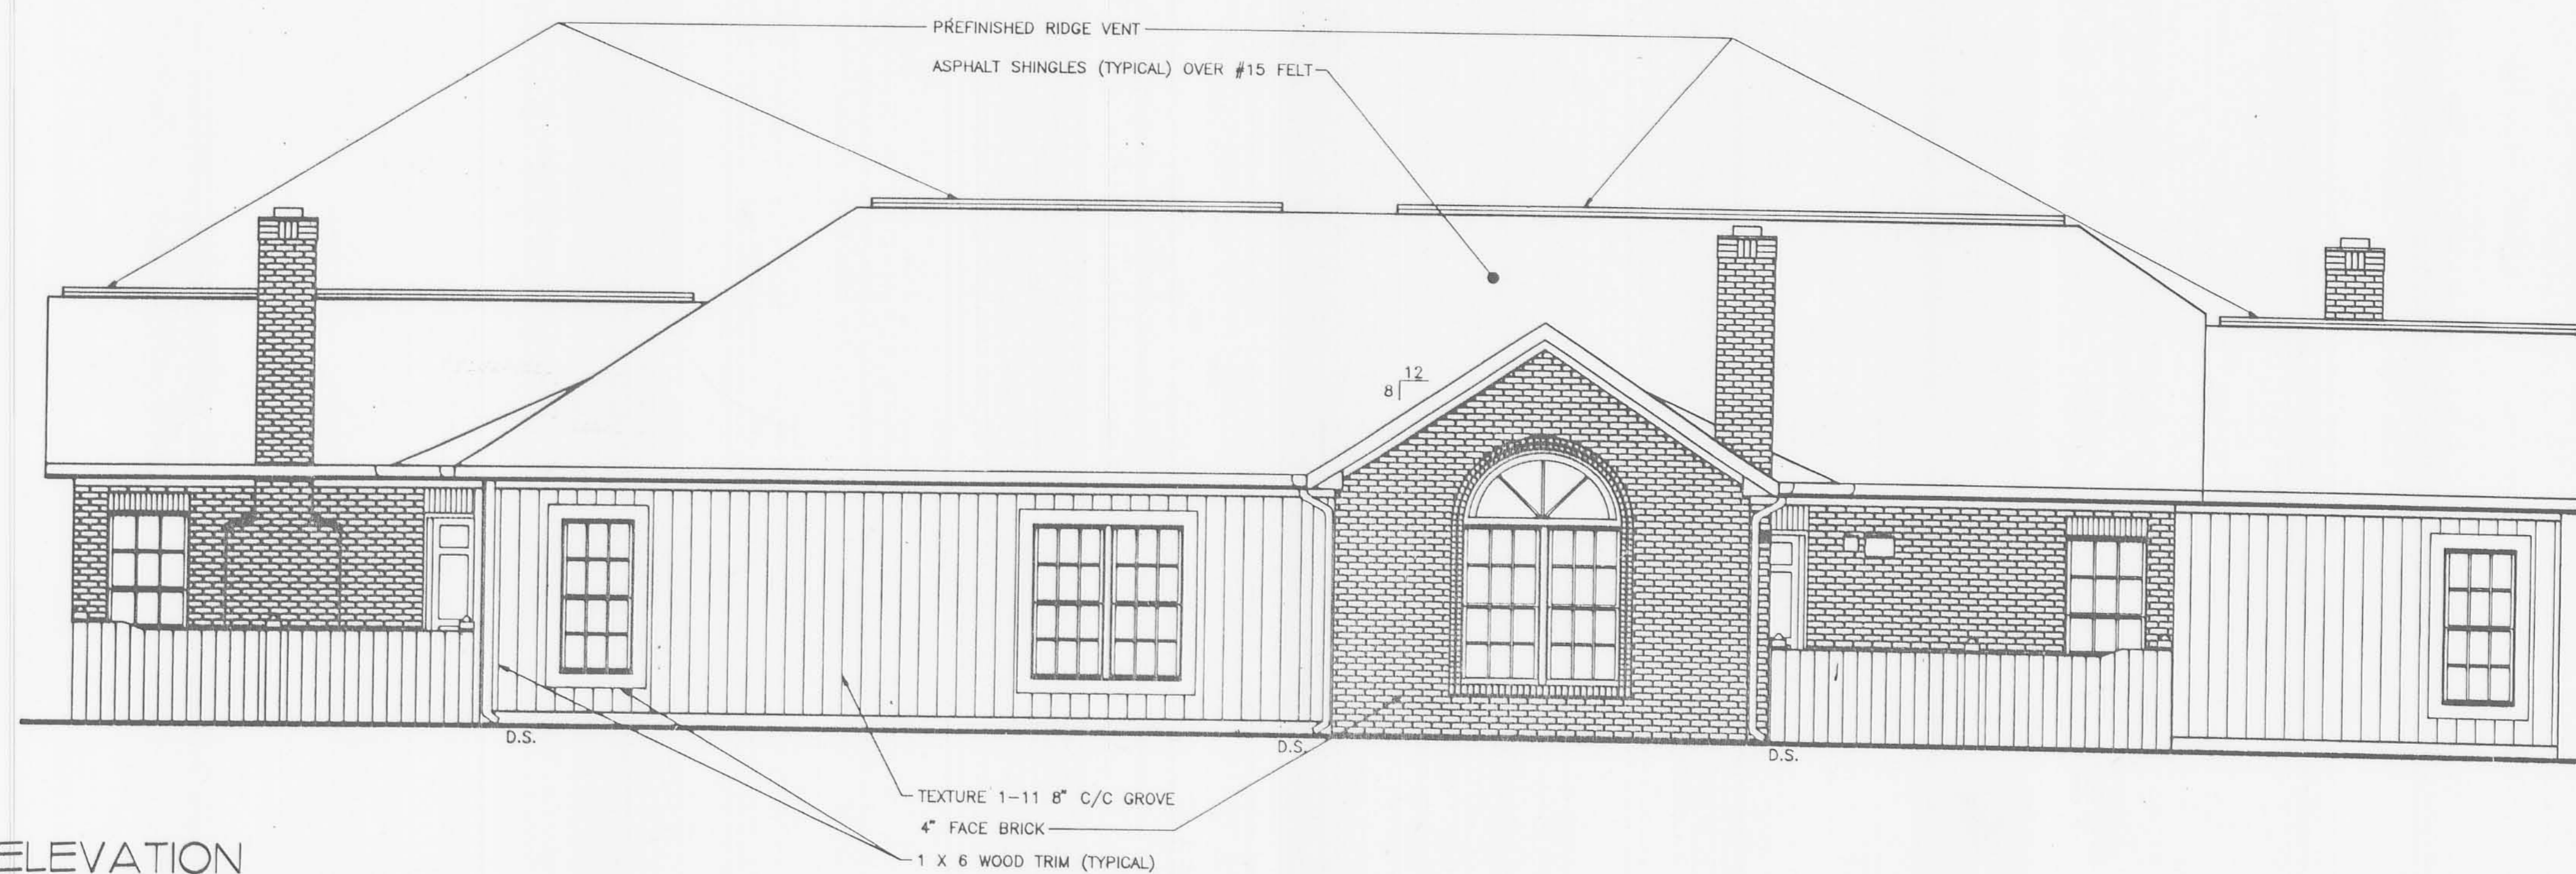 PREFINISHED RIDGE VENT
ASPHALT SHINGLES (TYPICAL) OVER #15 FELT
12
8
D.S.
D.S.
D.S.
TEXTURE 1-11 8" C/C GROVE
4" FACE BRICK
1 X 6 WOOD TRIM (TYPICAL)
ELEVATION